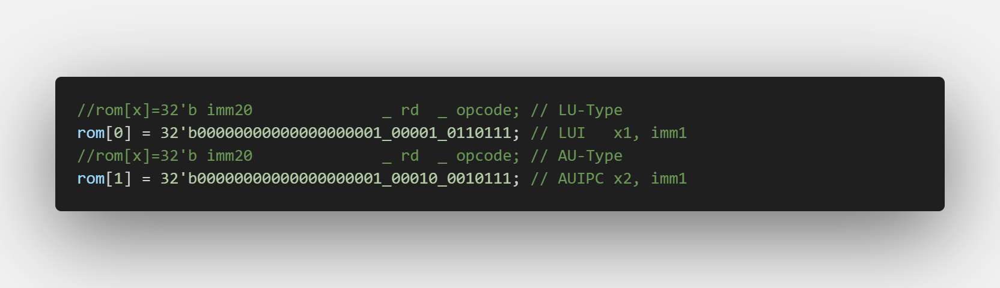 //rom[x]=32'b imm20              _ rd  _ opcode; // LU-Type
rom[0] = 32'b00000000000000000001_00001_0110111; // LUI   x1, imm1
//rom[x]=32'b imm20              _ rd  _ opcode; // AU-Type
rom[1] = 32'b00000000000000000001_00010_0010111; // AUIPC x2, imm1